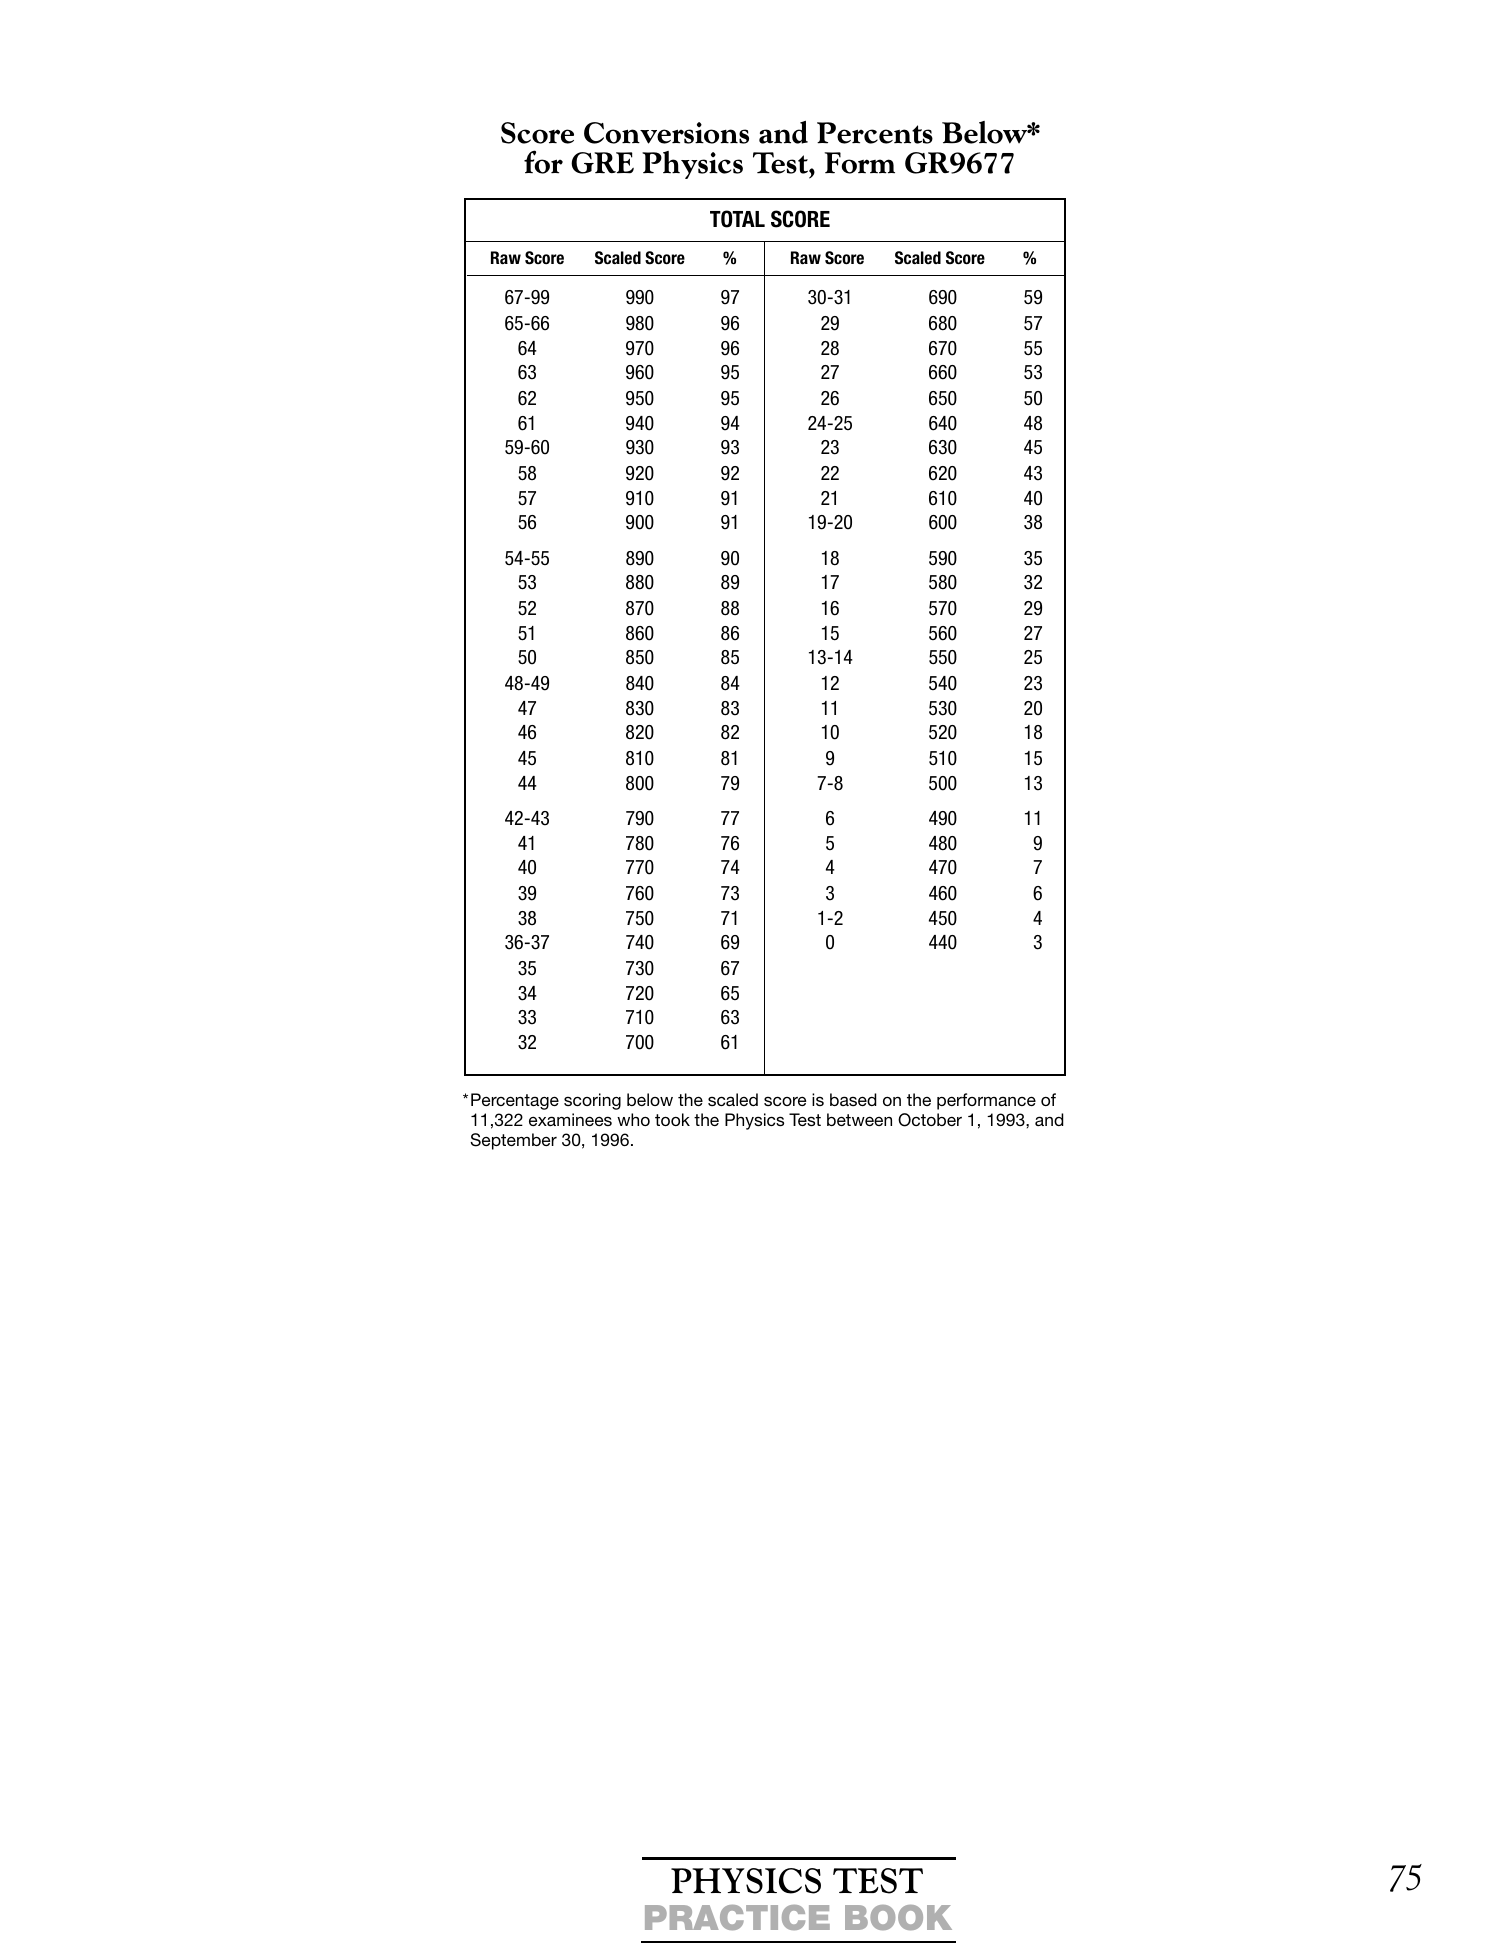 Score Conversions and Percents Below*
for GRE Physics Test, Form GR9677
TOTAL SCORE
Raw Score Scaled Score % Raw Score Scaled Score %
67-99 990 97 30-31 690 59
65-66 980 96 29 680 57
64 970 96 28 670 55
63 960 95 27 660 53
62 950 95 26 650 50
61 940 94 24-25 640 48
59-60 930 93 23 630 45
58 920 92 22 620 43
57 910 91 21 610 40
56 900 91 19-20 600 38
54-55 890 90 18 590 35
53 880 89 17 580 32
52 870 88 16 570 29
51 860 86 15 560 27
50 850 85 13-14 550 25
48-49 840 84 12 540 23
47 830 83 11 530 20
46 820 82 10 520 18
45 810 81 9 510 15
44 800 79 7-8 500 13
42-43 790 77 6 490 11
41 780 76 5 480 9
40 770 74 4 470 7
39 760 73 3 460 6
38 750 71 1-2 450 4
36-37 740 69 0 440 3
35 730 67
34 720 65
33 710 63
32 700 61
*Percentage scoring below the scaled score is based on the performance of
11,322 examinees who took the Physics Test between October 1, 1993, and
September 30, 1996.
PHYSICS TEST
PRACTICE BOOK
75